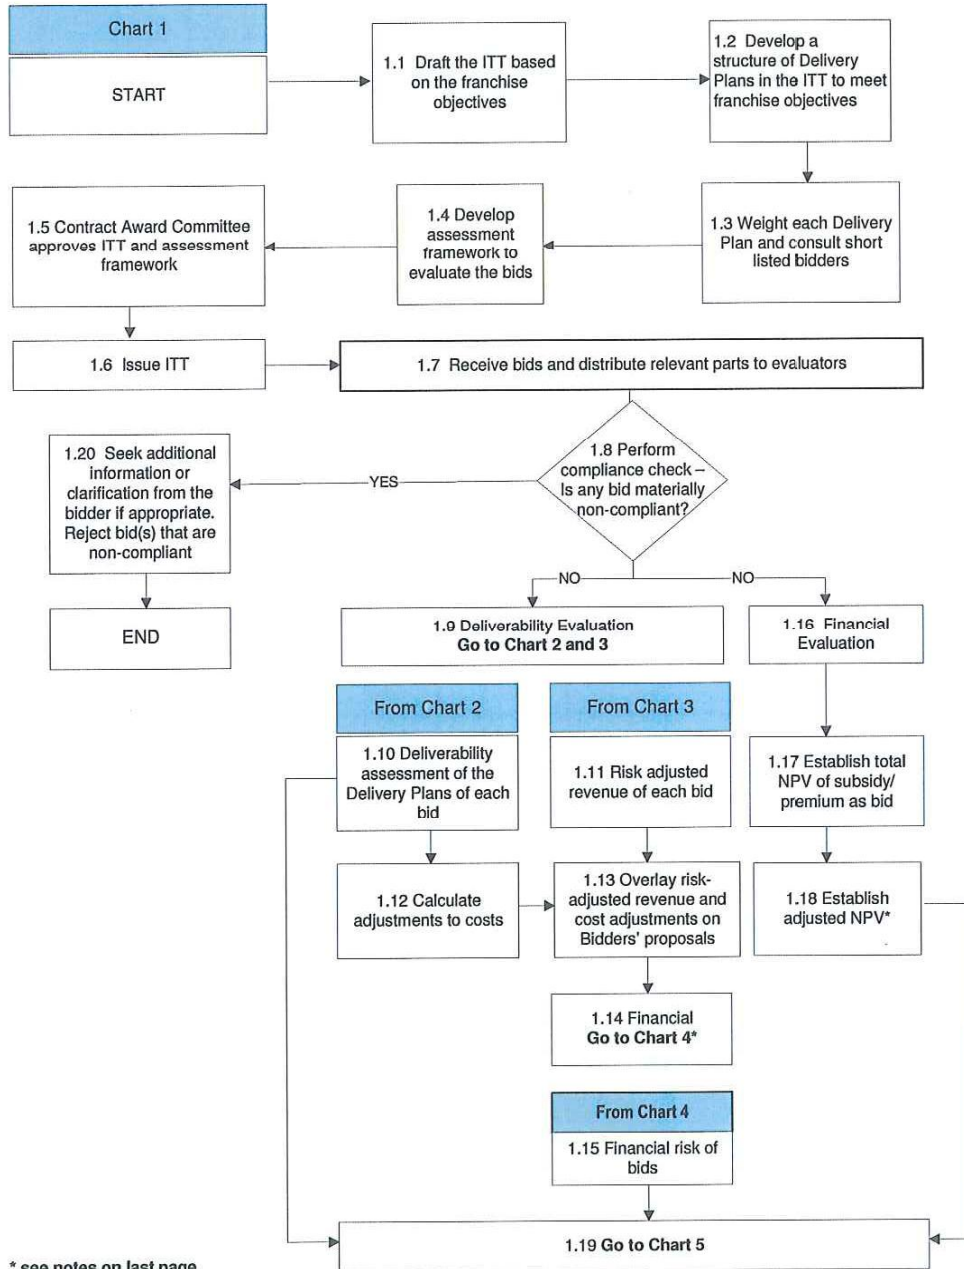 Chart 1
START
1.1 Draft the ITT based
on the franchise
objectives
1.2 Develop a
structure of Delivery
Plans in the ITT to meet
franchise objectives
1.5 Contract Award Committee
approves ITT and assessment
framework
1.4 Develop
assessment
framework to
evaluate the bids
1.3 Weight each Delivery
Plan and consult short
listed bidders
1.6 Issue ITT
1.7 Receive bids and distribute relevant parts to evaluators
1.8 Perform
compliance check –
Is any bid materially
non-compliant?
YES
1.20 Seek additional
information or
clarification from the
bidder if appropriate.
Reject bid(s) that are
non-compliant
END
NO
NO
1.9 Deliverability Evaluation
Go to Chart 2 and 3
1.16 Financial
Evaluation
From Chart 2
From Chart 3
1.10 Deliverability
assessment of the
Delivery Plans of each
bid
1.11 Risk adjusted
revenue of each bid
1.17 Establish total
NPV of subsidy/
premium as bid
1.12 Calculate
adjustments to costs
1.13 Overlay risk-
adjusted revenue and
cost adjustments on
Bidders' proposals
1.18 Establish
adjusted NPV*
1.14 Financial
Go to Chart 4*
From Chart 4
1.15 Financial risk of
bids
1.19 Go to Chart 5
* see notes on last page